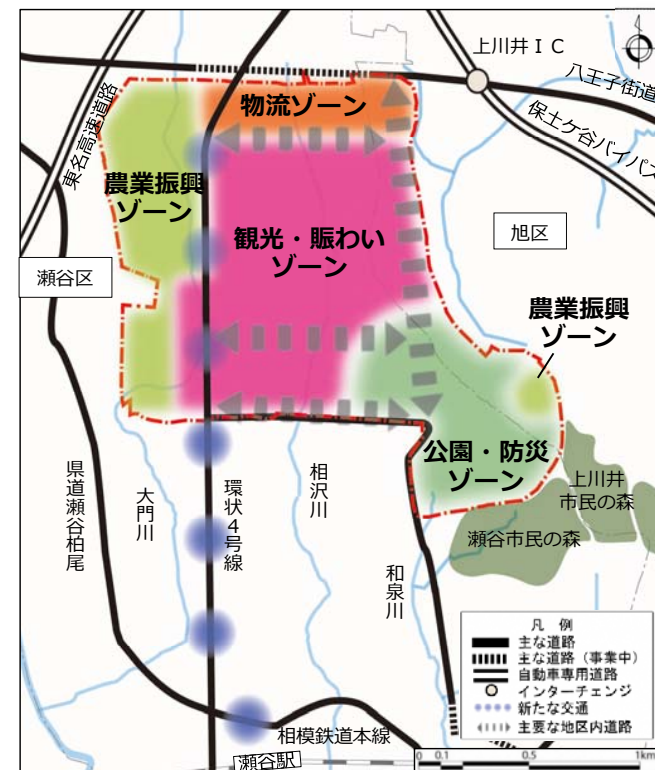 上川井ＩＣ
八王子街道
物流ゾーン
東名高速道路
保土ケ谷バイパス
農業振興
ゾーン
観光・賑わい
ゾーン
旭区
瀬谷区
農業振興
ゾーン
公園・防災
ゾーン
上川井
市民の森
瀬谷市民の森
県道瀬谷柏尾
大門川
環状４号線
相沢川
和泉川
凡 例
主な道路
主な道路（事業中）
自動車専用道路
インターチェンジ
新たな交通
主要な地区内道路
相模鉄道本線
瀬谷駅
0 0.1 0.5 1km